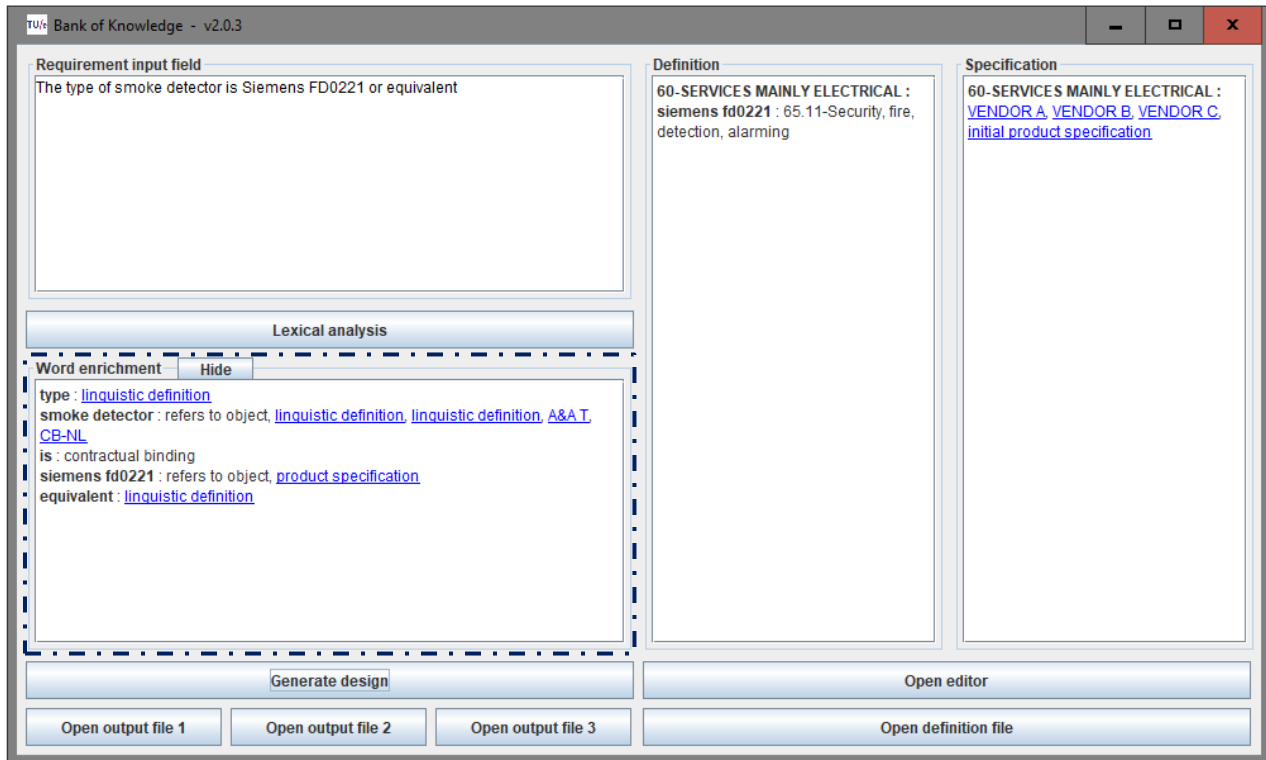 TU/e Bank of Knowledge - v2.0.3
Requirement input field
The type of smoke detector is Siemens FD0221 or equivalent
Lexical analysis
Word enrichment
Hide
type : linguistic definition
smoke detector : refers to object, linguistic definition, linguistic definition, A&A T,
CB-NL
is : contractual binding
siemens fd0221 : refers to object, product specification
equivalent : linguistic definition
Generate design
Open output file 1
Open output file 2
Open output file 3
Definition
60-SERVICES MAINLY ELECTRICAL :
siemens fd0221 : 65.11-Security, fire,
detection, alarming
Specification
60-SERVICES MAINLY ELECTRICAL :
VENDOR A, VENDOR B, VENDOR C,
initial product specification
Open editor
Open definition file